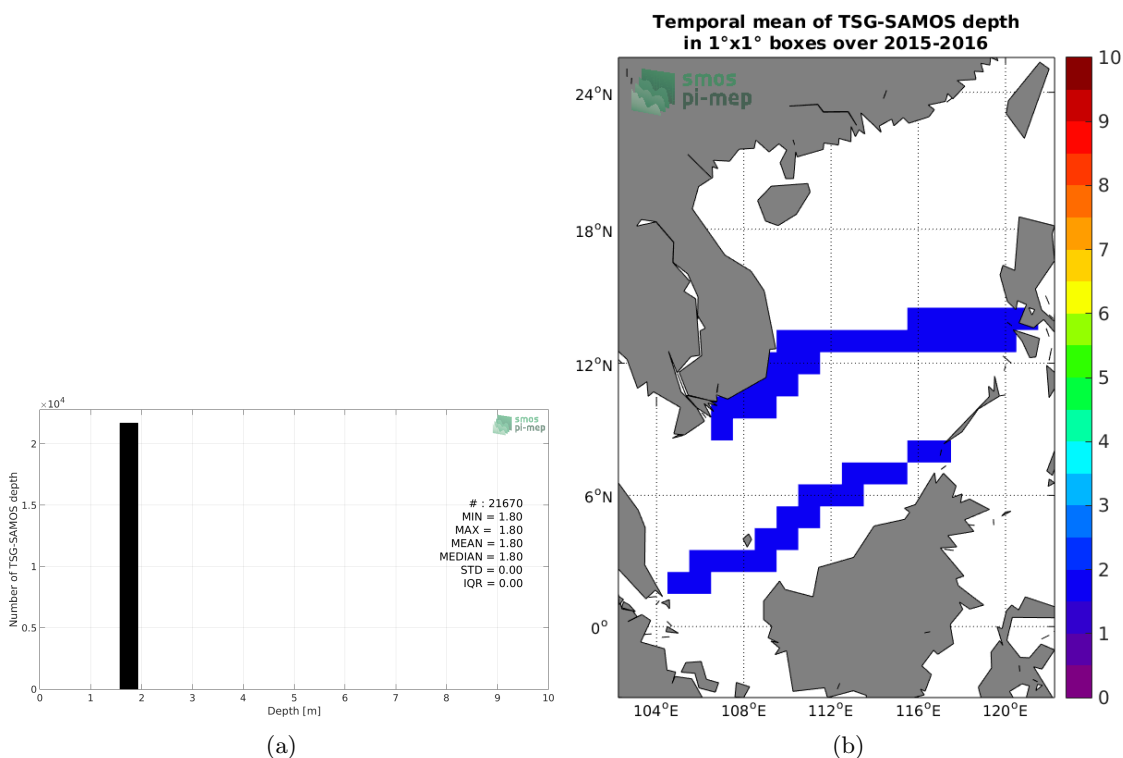 ×10⁴
2
1.5
1
0.5
0
Number of TSG-SAMOS depth
smos
pi-mep
# : 21670
MIN = 1.80
MAX = 1.80
MEAN = 1.80
MEDIAN = 1.80
STD = 0.00
IQR = 0.00
0 1 2 3 4 5 6 7 8 9 10
Depth [m]
(a)
Temporal mean of TSG-SAMOS depth
in 1°x1° boxes over 2015-2016
smos
pi-mep
24°N
18°N
12°N
6°N
0°
104°E 108°E 112°E 116°E 120°E
10
9
8
7
6
5
4
3
2
1
0
(b)